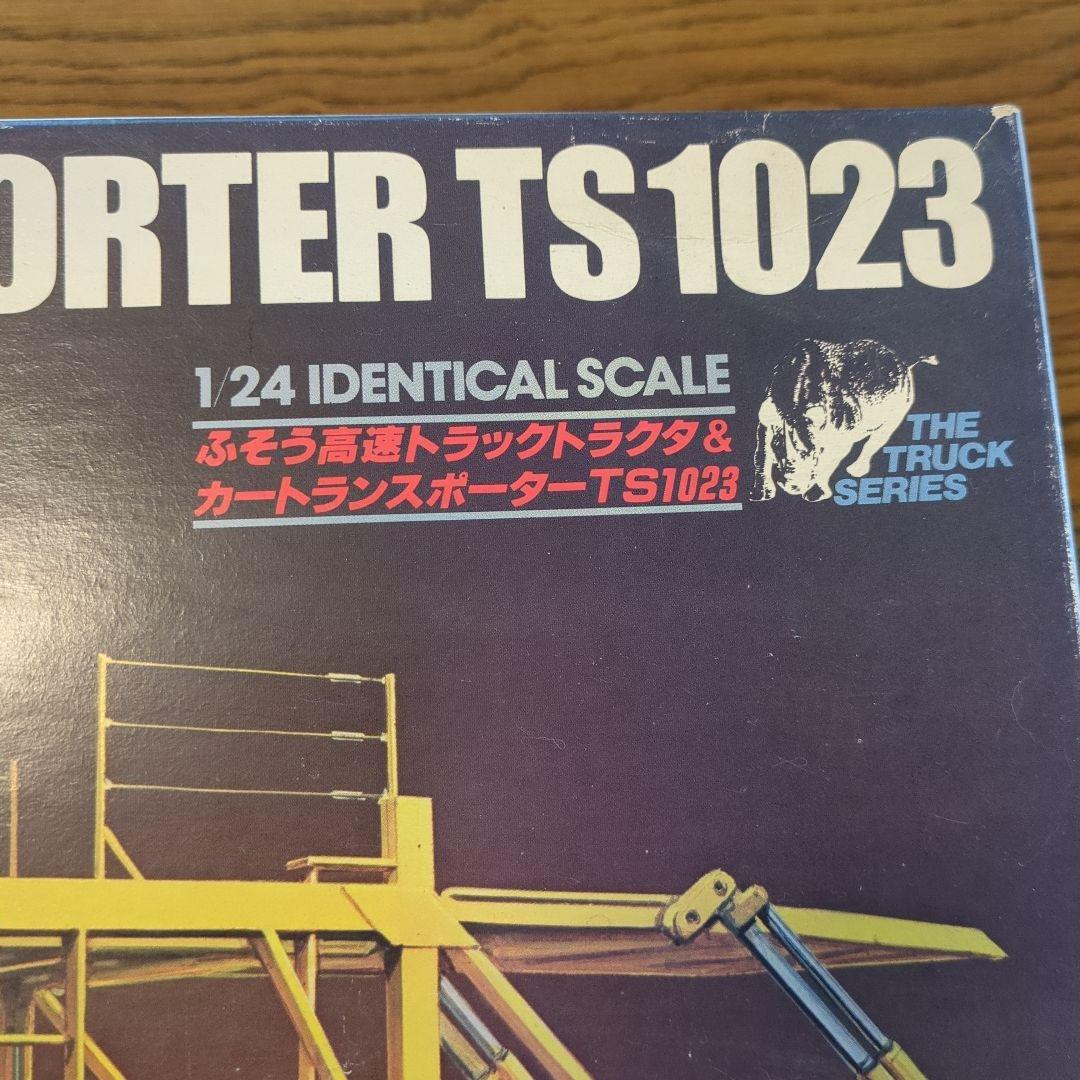 ORTER TS1023
1/24 IDENTICAL SCALE
ふそう高速トラックトラクタ&
カートランスポーターTS1023
THE
TRUCK
SERIES